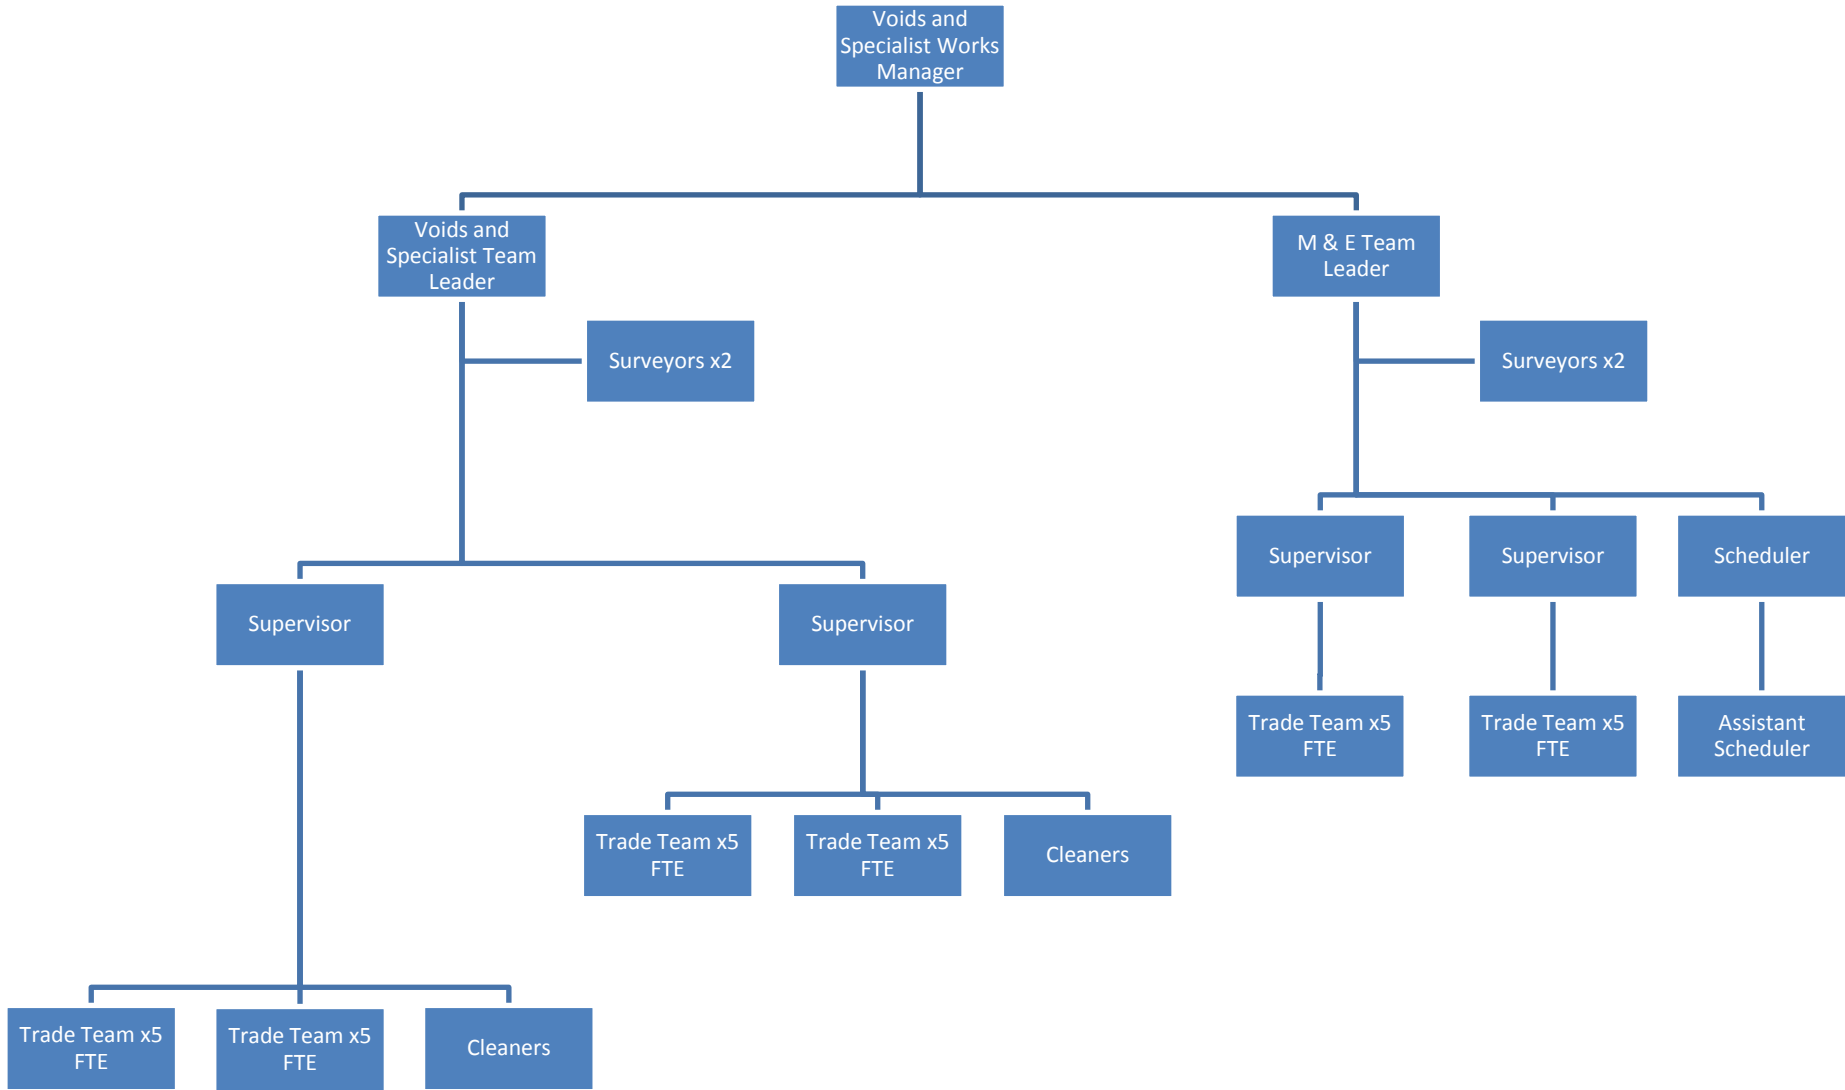 Voids and
Specialist Works
Manager
Voids and
Specialist Team
Leader
M & E Team
Leader
Surveyors x2
Surveyors x2
Supervisor
Supervisor
Scheduler
Supervisor
Supervisor
Trade Team x5
FTE
Trade Team x5
FTE
Assistant
Scheduler
Trade Team x5
FTE
Trade Team x5
FTE
Cleaners
Trade Team x5
FTE
Trade Team x5
FTE
Cleaners